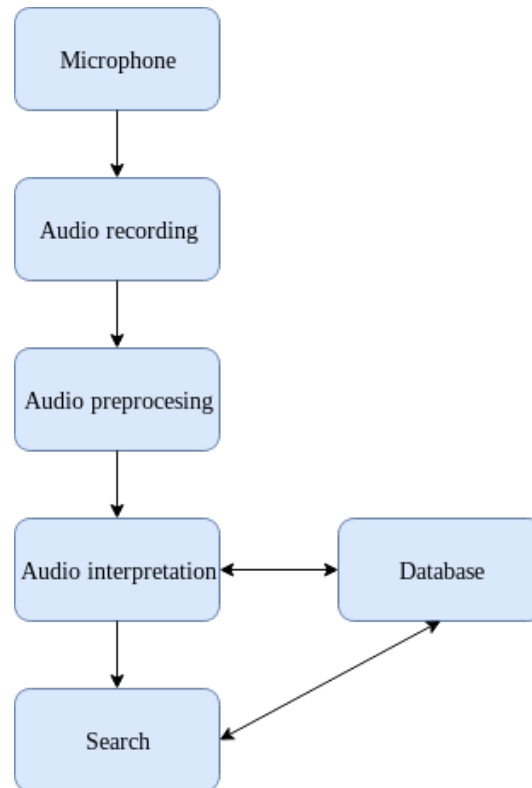 Microphone
Audio recording
Audio preprocesing
Audio interpretation
Database
Search